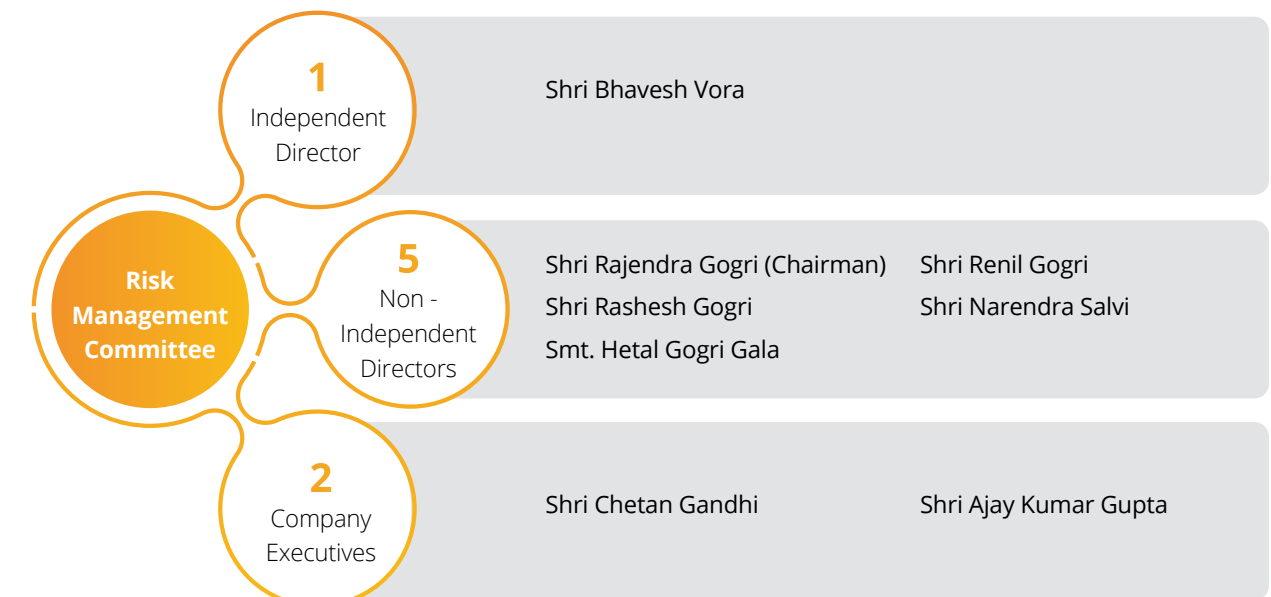 Risk
Management
Committee
1
Independent
Director
Shri Bhavesh Vora
5
Non -
Independent
Directors
Shri Rajendra Gogri (Chairman)
Shri Rashesh Gogri
Smt. Hetal Gogri Gala
Shri Renil Gogri
Shri Narendra Salvi
2
Company
Executives
Shri Chetan Gandhi
Shri Ajay Kumar Gupta